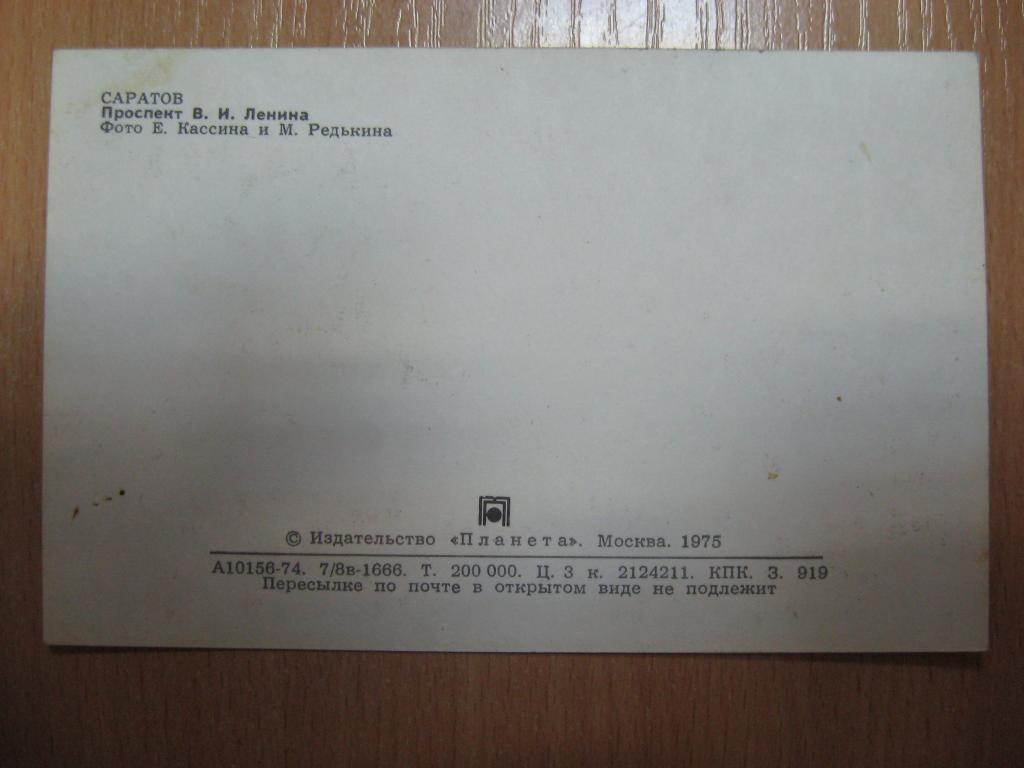 САРАТОВ
Проспект В. И. Ленина
Фото Е. Кассина и М. Редькина
© Издательство «Планета». Москва. 1975
А10156-74. 7/8в-1666. Т. 200 000. Ц. 3 к. 2124211. КПК. З. 919
Пересылке по почте в открытом виде не подлежит